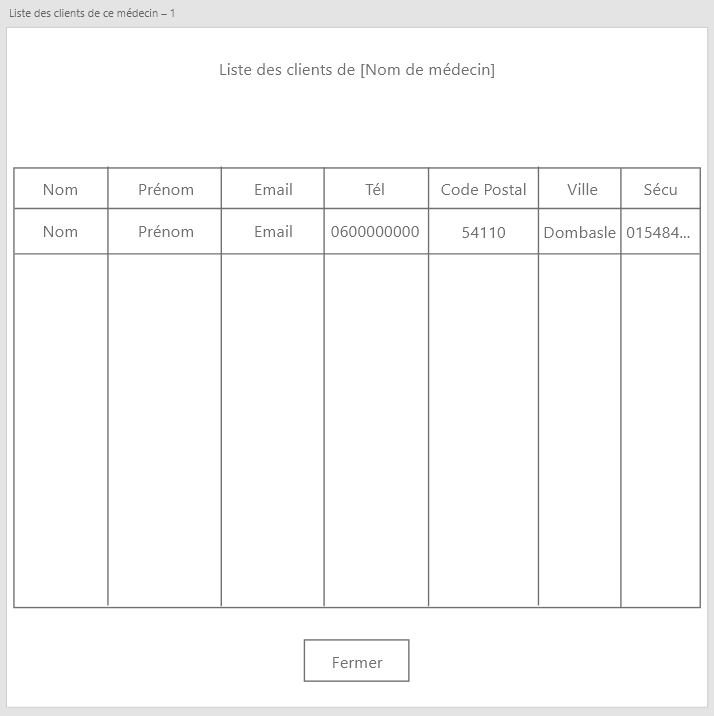 Liste des clients de ce médecin – 1
Liste des clients de [Nom de médecin]
Nom Prénom Email Tél Code Postal Ville Sécu
Nom Prénom Email 0600000000 54110 Dombasle 015484...
Fermer